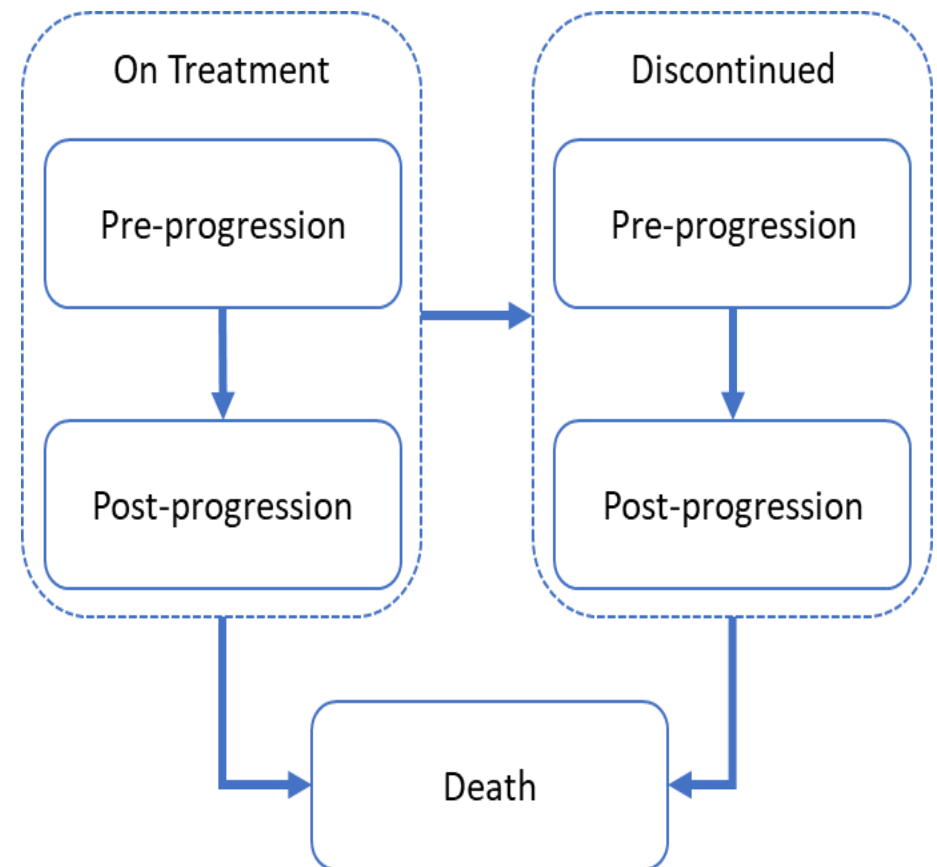 On Treatment
Discontinued
Pre-progression
Pre-progression
Post-progression
Post-progression
Death